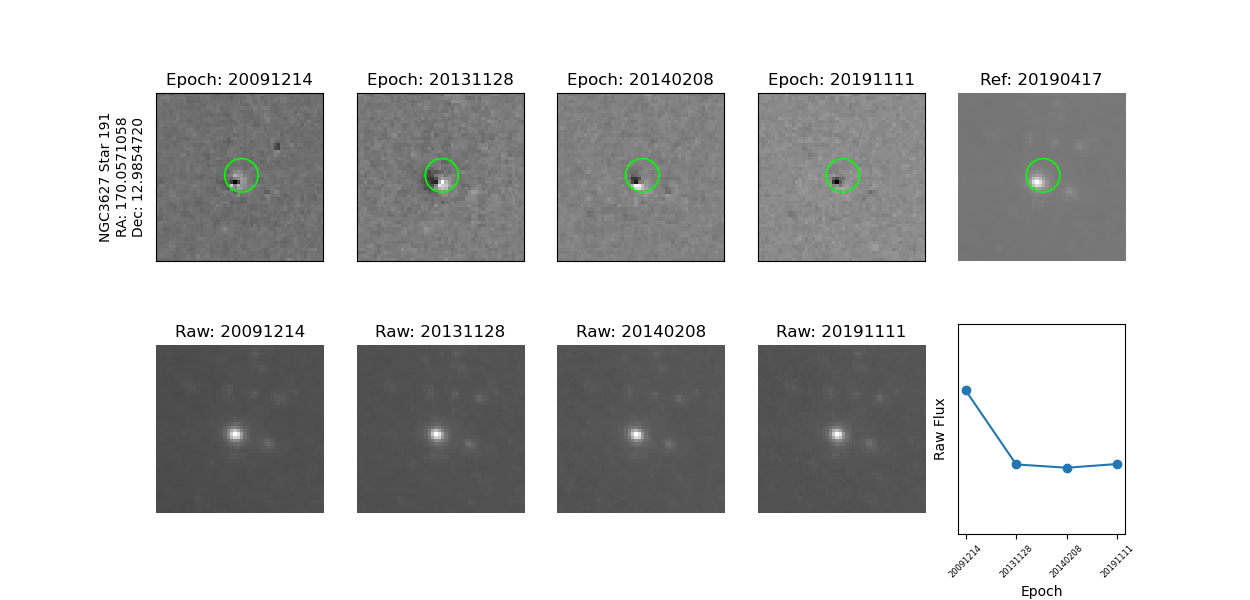 NGC3627 Star 191
RA: 170.0571058
Dec: 12.9854720
Epoch: 20091214
Epoch: 20131128
Epoch: 20140208
Epoch: 20191111
Ref: 20190417
Raw: 20091214
Raw: 20131128
Raw: 20140208
Raw: 20191111
Raw Flux
20091214
20131128
20140208
20191111
Epoch